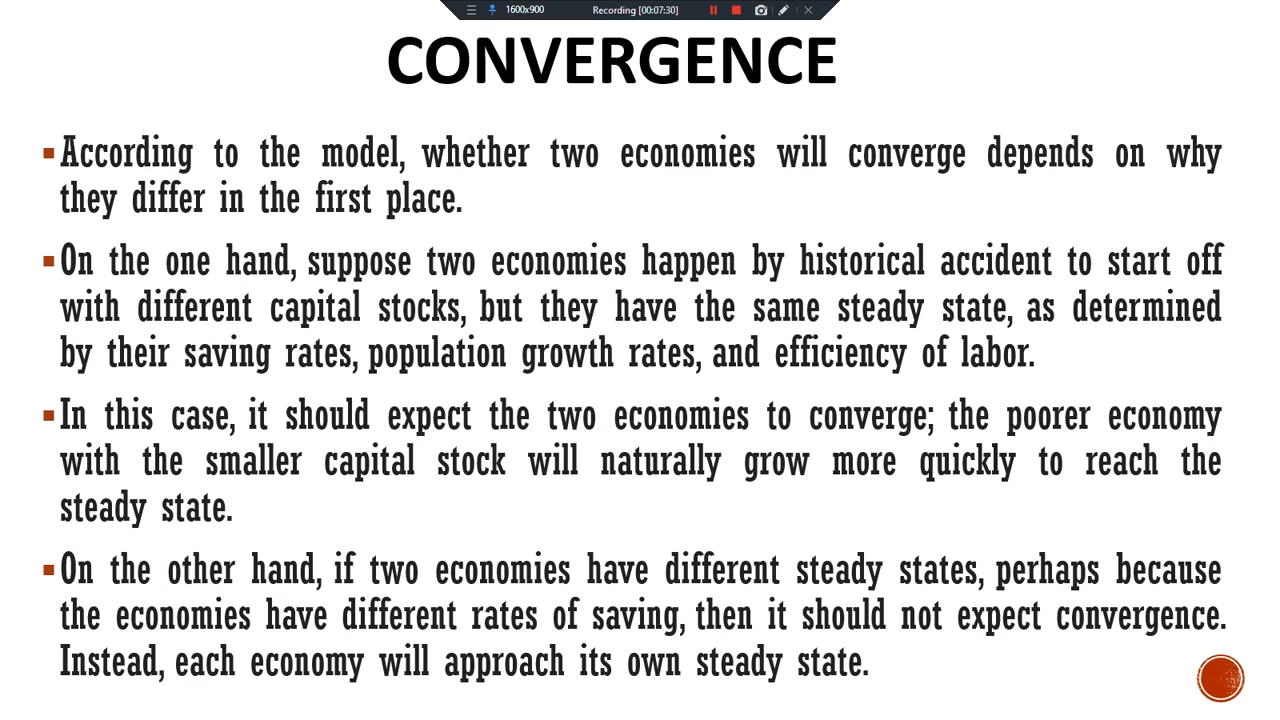 1600x900 Recording [00:07:30]
CONVERGENCE
▪According to the model, whether two economies will converge depends on why
they differ in the first place.
▪On the one hand, suppose two economies happen by historical accident to start off
with different capital stocks, but they have the same steady state, as determined
by their saving rates, population growth rates, and efficiency of labor.
▪In this case, it should expect the two economies to converge; the poorer economy
with the smaller capital stock will naturally grow more quickly to reach the
steady state.
▪On the other hand, if two economies have different steady states, perhaps because
the economies have different rates of saving, then it should not expect convergence.
Instead, each economy will approach its own steady state.